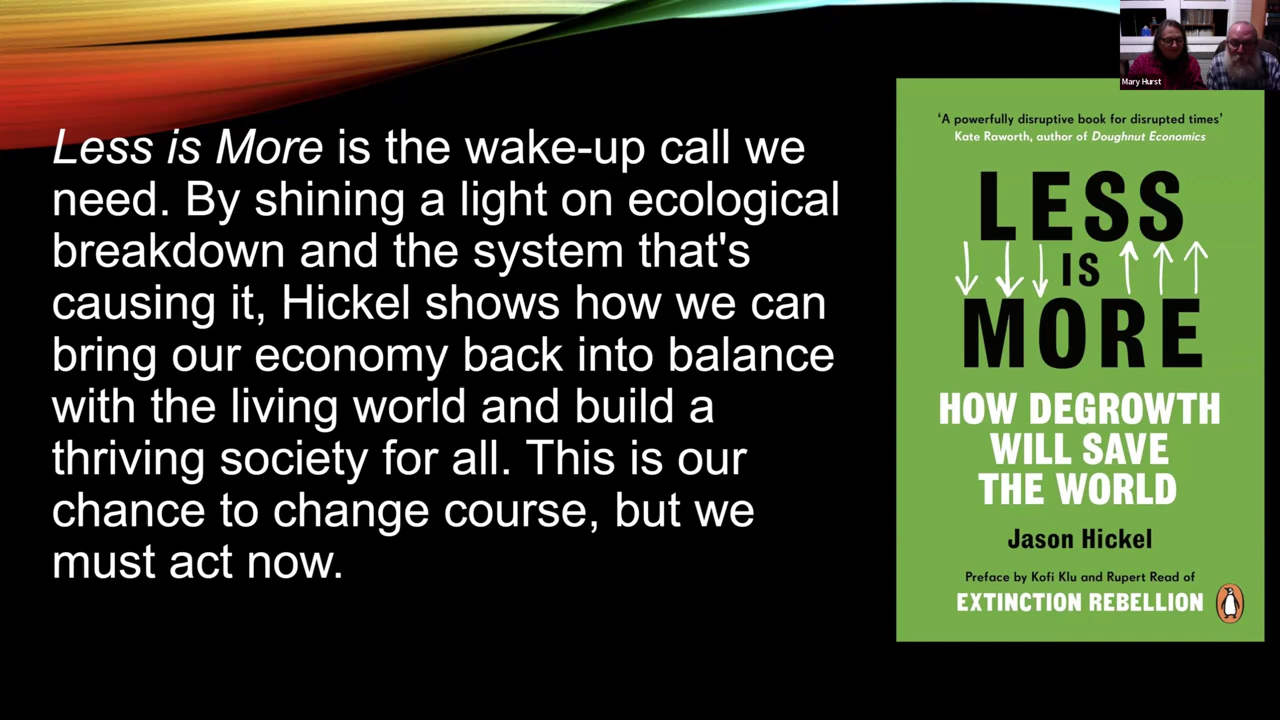 Less is More is the wake-up call we
need. By shining a light on ecological
breakdown and the system that's
causing it, Hickel shows how we can
bring our economy back into balance
with the living world and build a
thriving society for all. This is our
chance to change course, but we
must act now.
Mary Hurst
‘A powerfully disruptive book for disrupted times’
Kate Raworth, author of Doughnut Economics
LESS
IS
MORE
HOW DEGROWTH
WILL SAVE
THE WORLD
Jason Hickel
Preface by Kofi Klu and Rupert Read of
EXTINCTION REBELLION